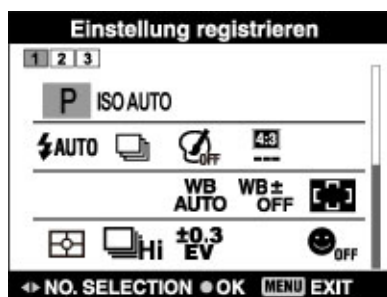 Einstellung registrieren
1 2 3
P ISO AUTO
AUTO OFF 4:3 ---
WB AUTO WB± OFF
Hi ±0.3 EV OFF
NO. SELECTION OK MENU EXIT